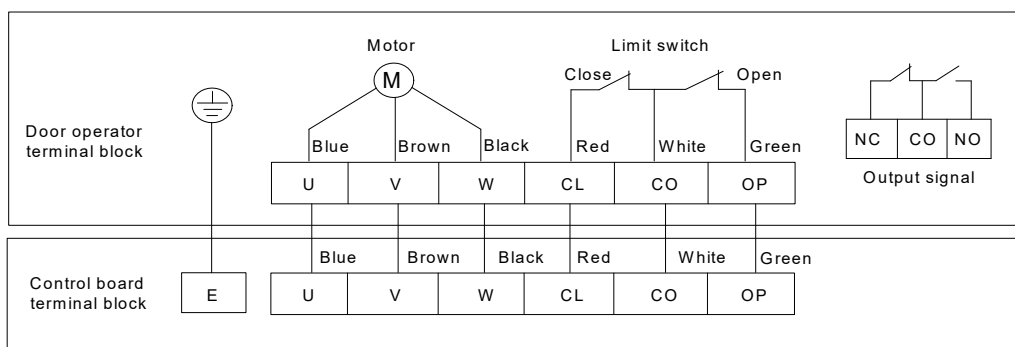 Motor
Limit switch
M
Close
Open
Door operator
terminal block
Blue
Brown
Black
Red
White
Green
NC
CO
NO
U
V
W
CL
CO
OP
Output signal
Blue
Brown
Black
Red
White
Green
Control board
terminal block
E
U
V
W
CL
CO
OP